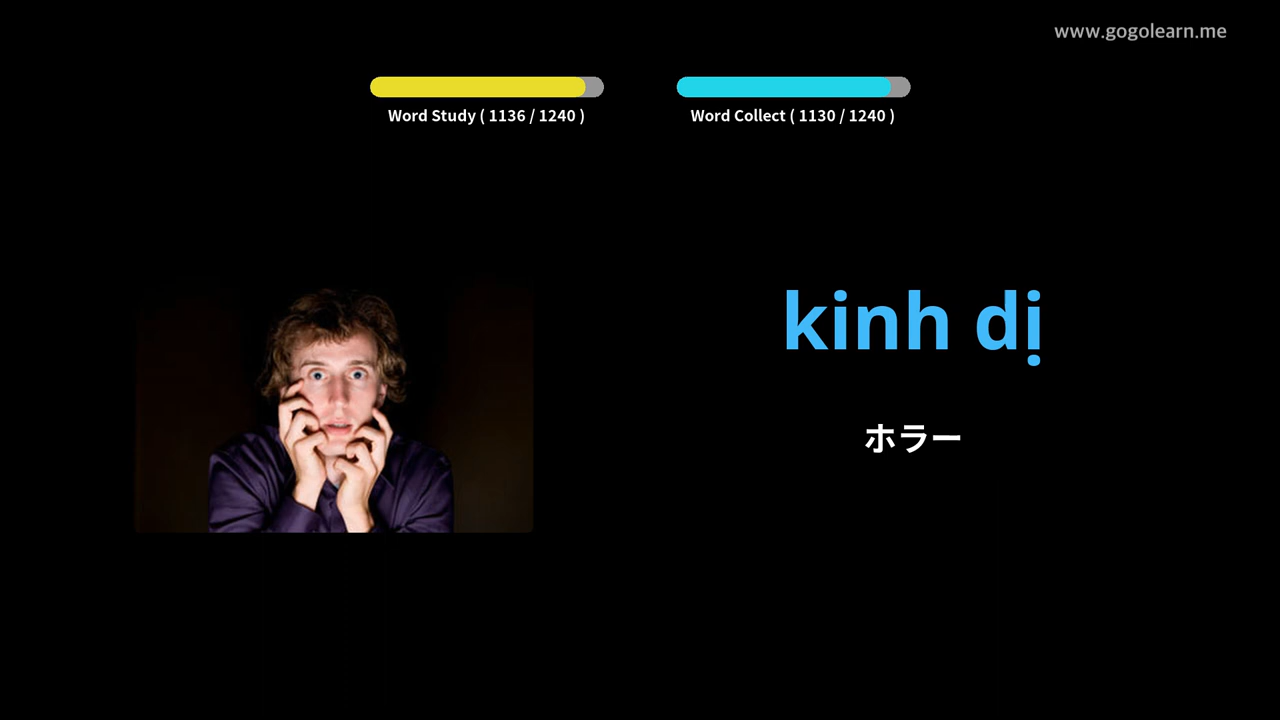 www.gogolearn.me
Word Study ( 1136 / 1240 )
Word Collect ( 1130 / 1240 )
kinh dị
ホラー